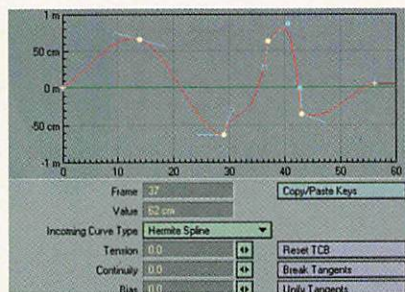 1 m
50 cm
0 m
-50 cm
-1 m
0 10 20 30 40 50 60
Frame 37 Copy/Paste Keys
Value 62 cm
Incoming Curve Type Hermite Spline
Tension 0.0 Reset TCB
Continuity 0.0 Break Tangents
Bias 0.0 Unify Tangents